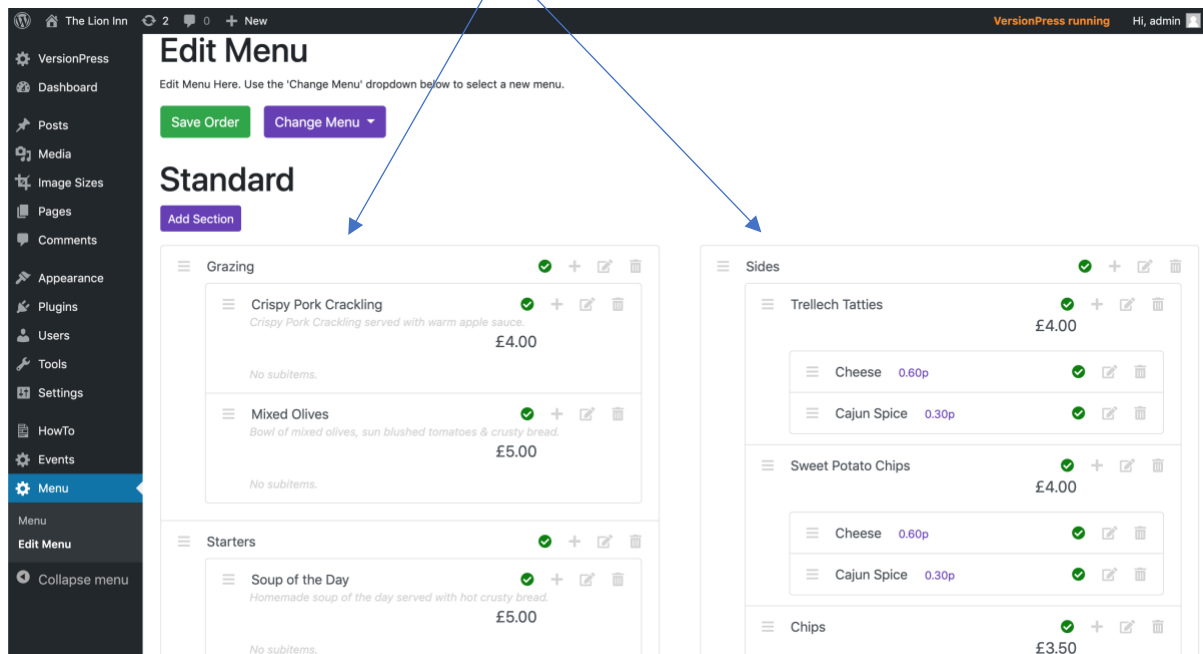 The Lion Inn 2 0 New VersionPress running Hi, admin
VersionPress
Dashboard
Posts
Media
Image Sizes
Pages
Comments
Appearance
Plugins
Users
Tools
Settings
HowTo
Events
Menu
Menu
Edit Menu
Collapse menu
Edit Menu
Edit Menu Here. Use the 'Change Menu' dropdown below to select a new menu.
Save Order Change Menu
Standard
Add Section
Grazing
Crispy Pork Crackling
Crispy Pork Crackling served with warm apple sauce.
£4.00
No subitems.
Mixed Olives
Bowl of mixed olives, sun blushed tomatoes & crusty bread.
£5.00
No subitems.
Starters
Soup of the Day
Homemade soup of the day served with hot crusty bread.
£5.00
No subitems.
Sides
Trellech Tatties
£4.00
Cheese 0.60p
Cajun Spice 0.30p
Sweet Potato Chips
£4.00
Cheese 0.60p
Cajun Spice 0.30p
Chips
£3.50